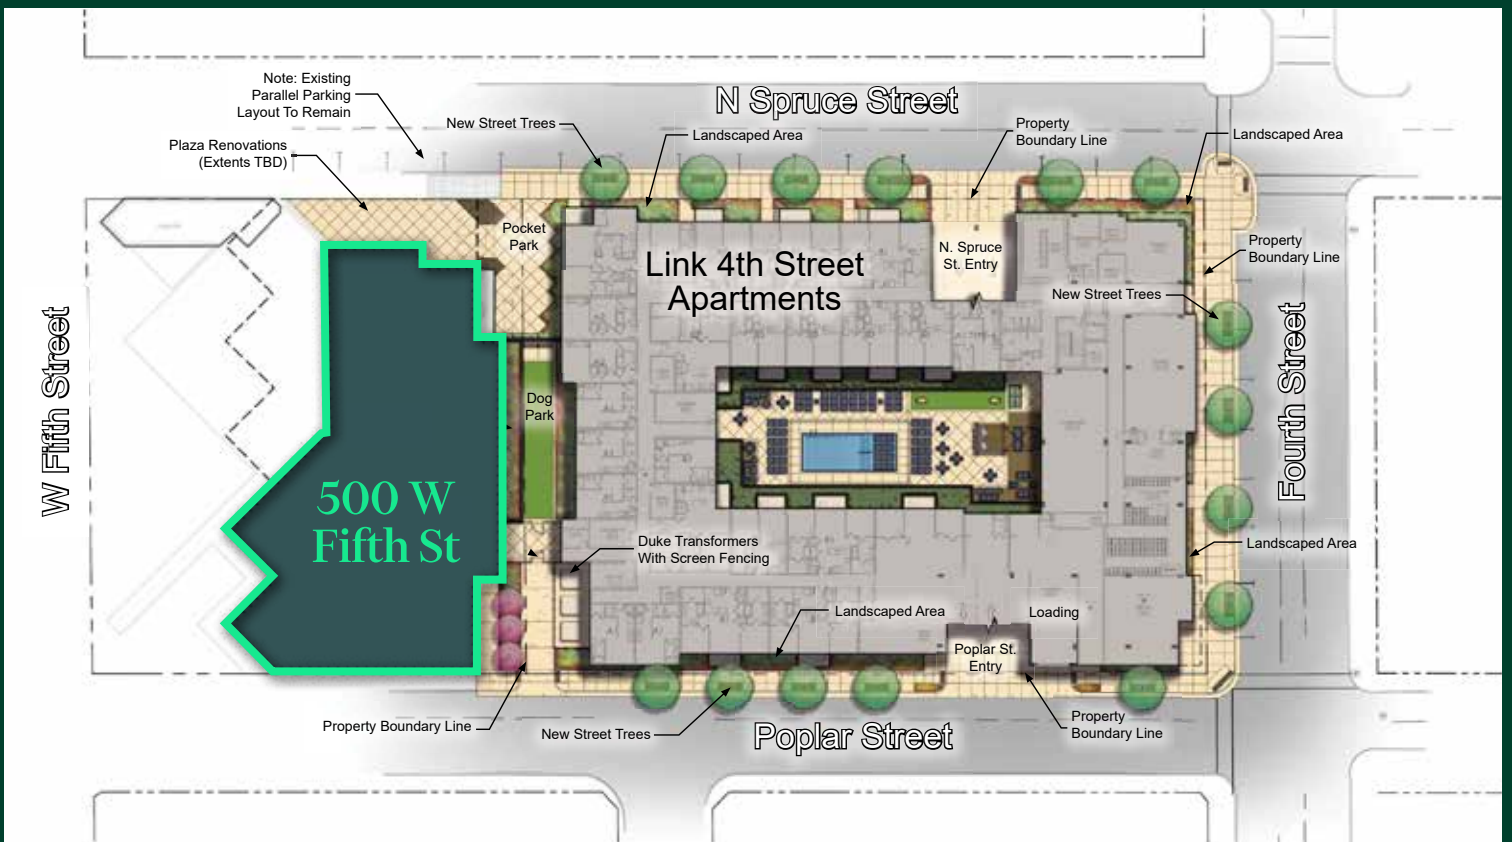 Note: Existing
Parallel Parking
Layout To Remain
N Spruce Street
New Street Trees
Landscaped Area
Property
Boundary Line
Landscaped Area
Plaza Renovations
(Extents TBD)
Pocket
Park
N. Spruce
St. Entry
Property
Boundary Line
Link 4th Street
Apartments
New Street Trees
W Fifth Street
Fourth Street
Dog
Park
500 W
Fifth St
Duke Transformers
With Screen Fencing
Landscaped Area
Landscaped Area
Loading
Poplar St.
Entry
Property Boundary Line
New Street Trees
Poplar Street
Property
Boundary Line